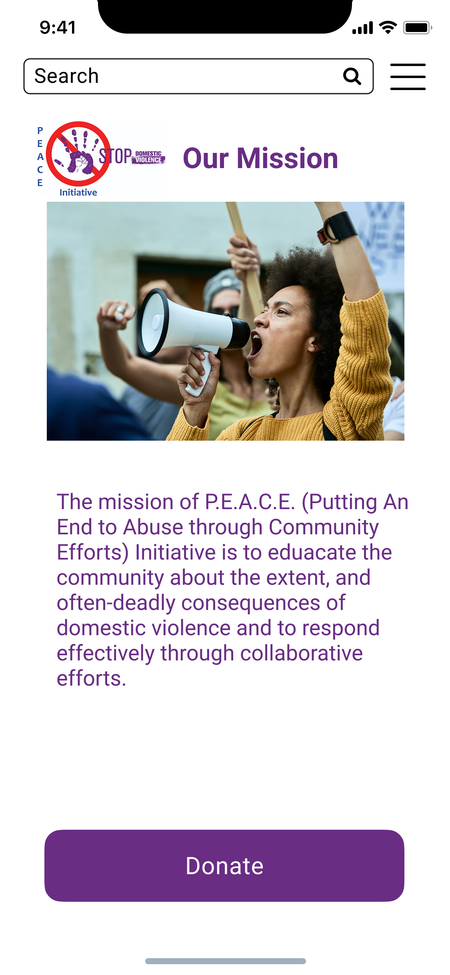 9:41
Search
P
E
A
C
E
STOP DOMESTIC VIOLENCE
Initiative
Our Mission
The mission of P.E.A.C.E. (Putting An
End to Abuse through Community
Efforts) Initiative is to eduacate the
community about the extent, and
often-deadly consequences of
domestic violence and to respond
effectively through collaborative
efforts.
Donate